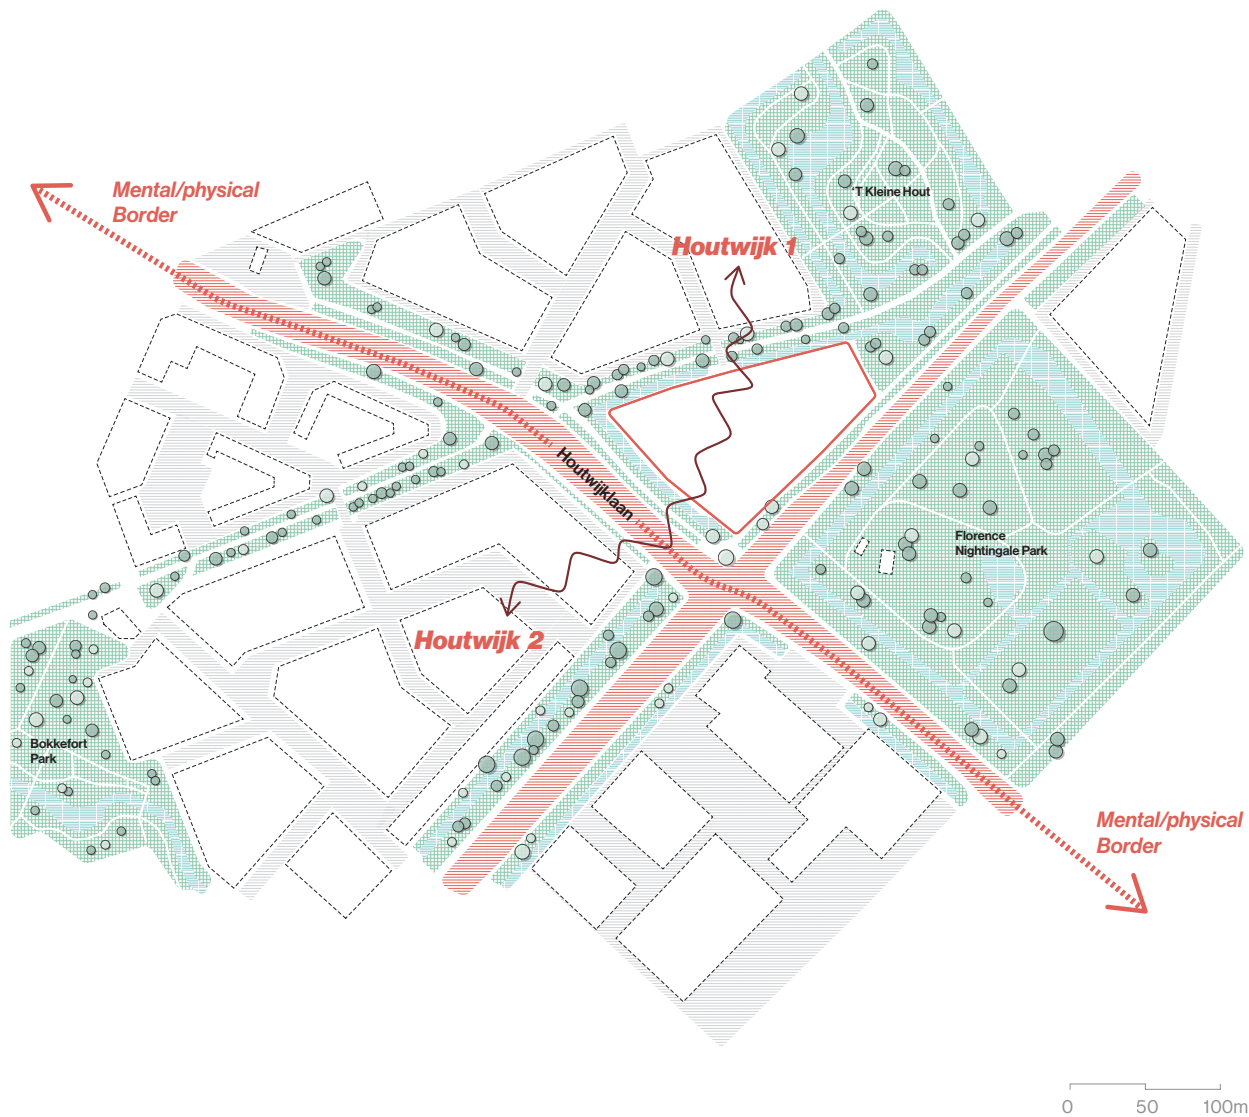 Mental/physical
Border
'T Kleine Hout
Houtwijk 1
Houtwijklaan
Florence
Nightingale Park
Houtwijk 2
Bokkefort
Park
Mental/physical
Border
0 50 100m